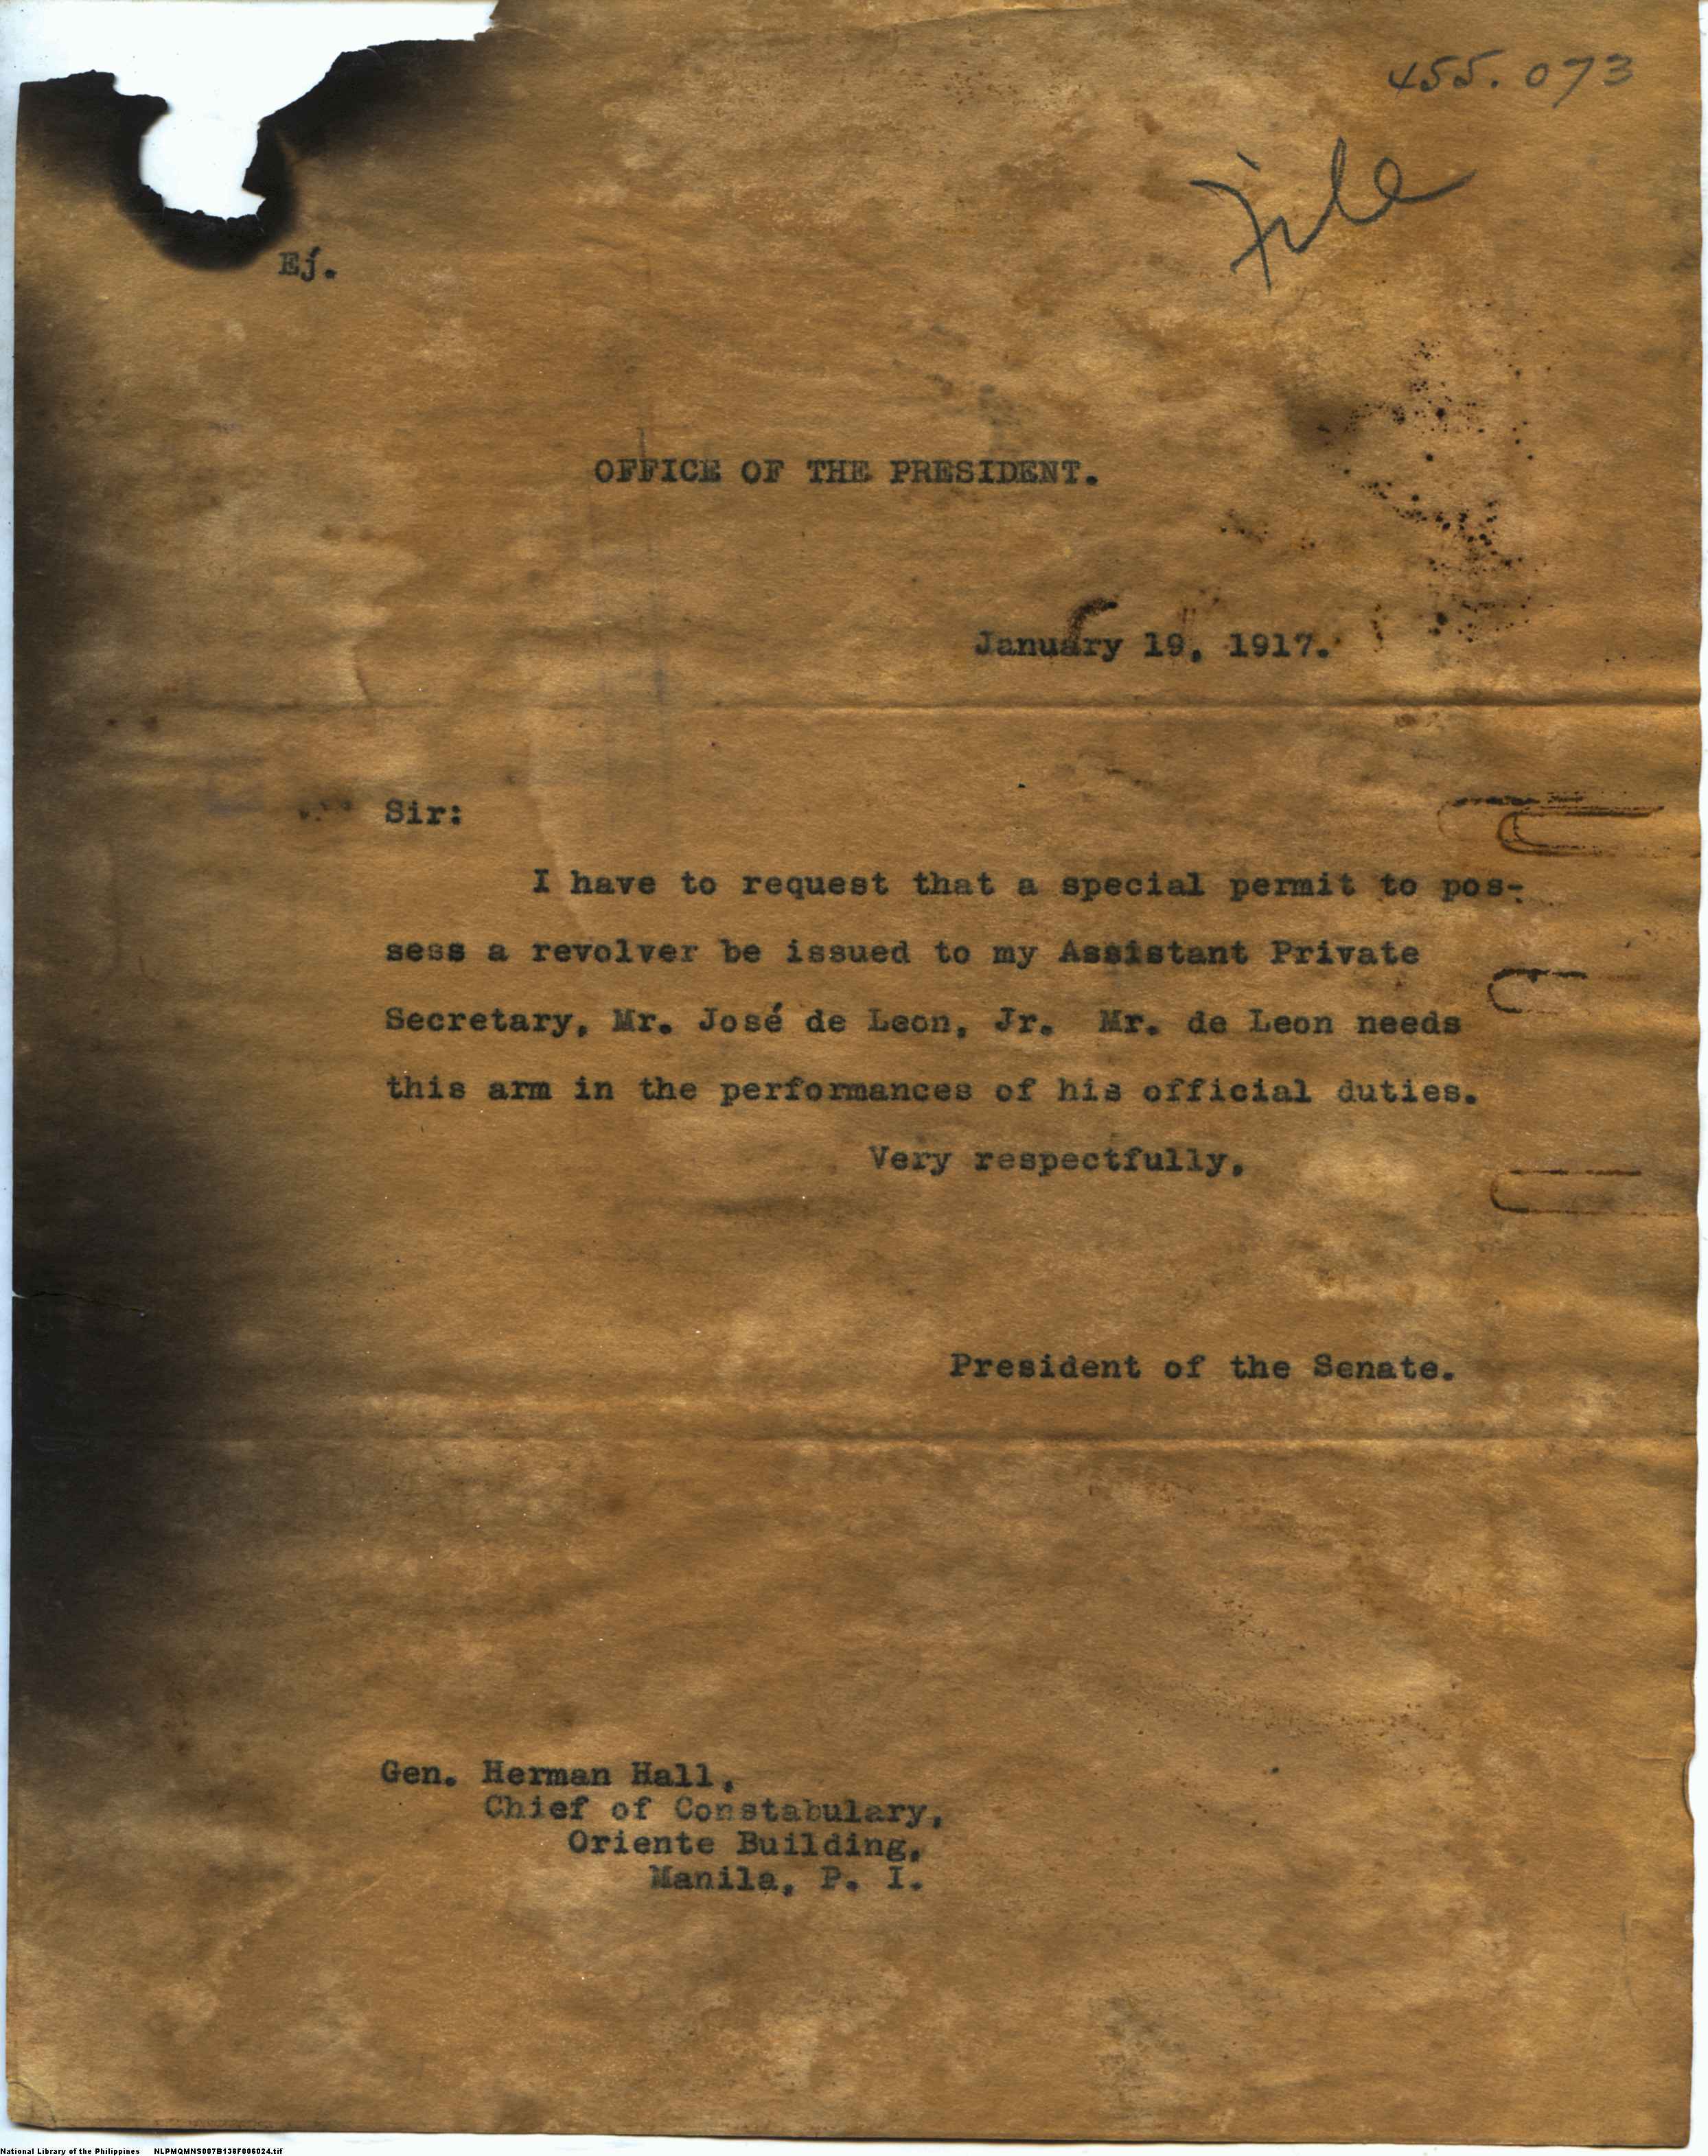 455.073
File
Ej.
OFFICE OF THE PRESIDENT.
January 19, 1917.
Sir:
I have to request that a special permit to pos-
sess a revolver be issued to my Assistant Private
Secretary, Mr. José de Leon, Jr.  Mr. de Leon needs
this arm in the performances of his official duties.
Very respectfully,
President of the Senate.
Gen. Herman Hall,
Chief of Constabulary,
Oriente Building,
Manila, P. I.
National Library of the Philippines    NLPMQMNS007B138F006024.tif